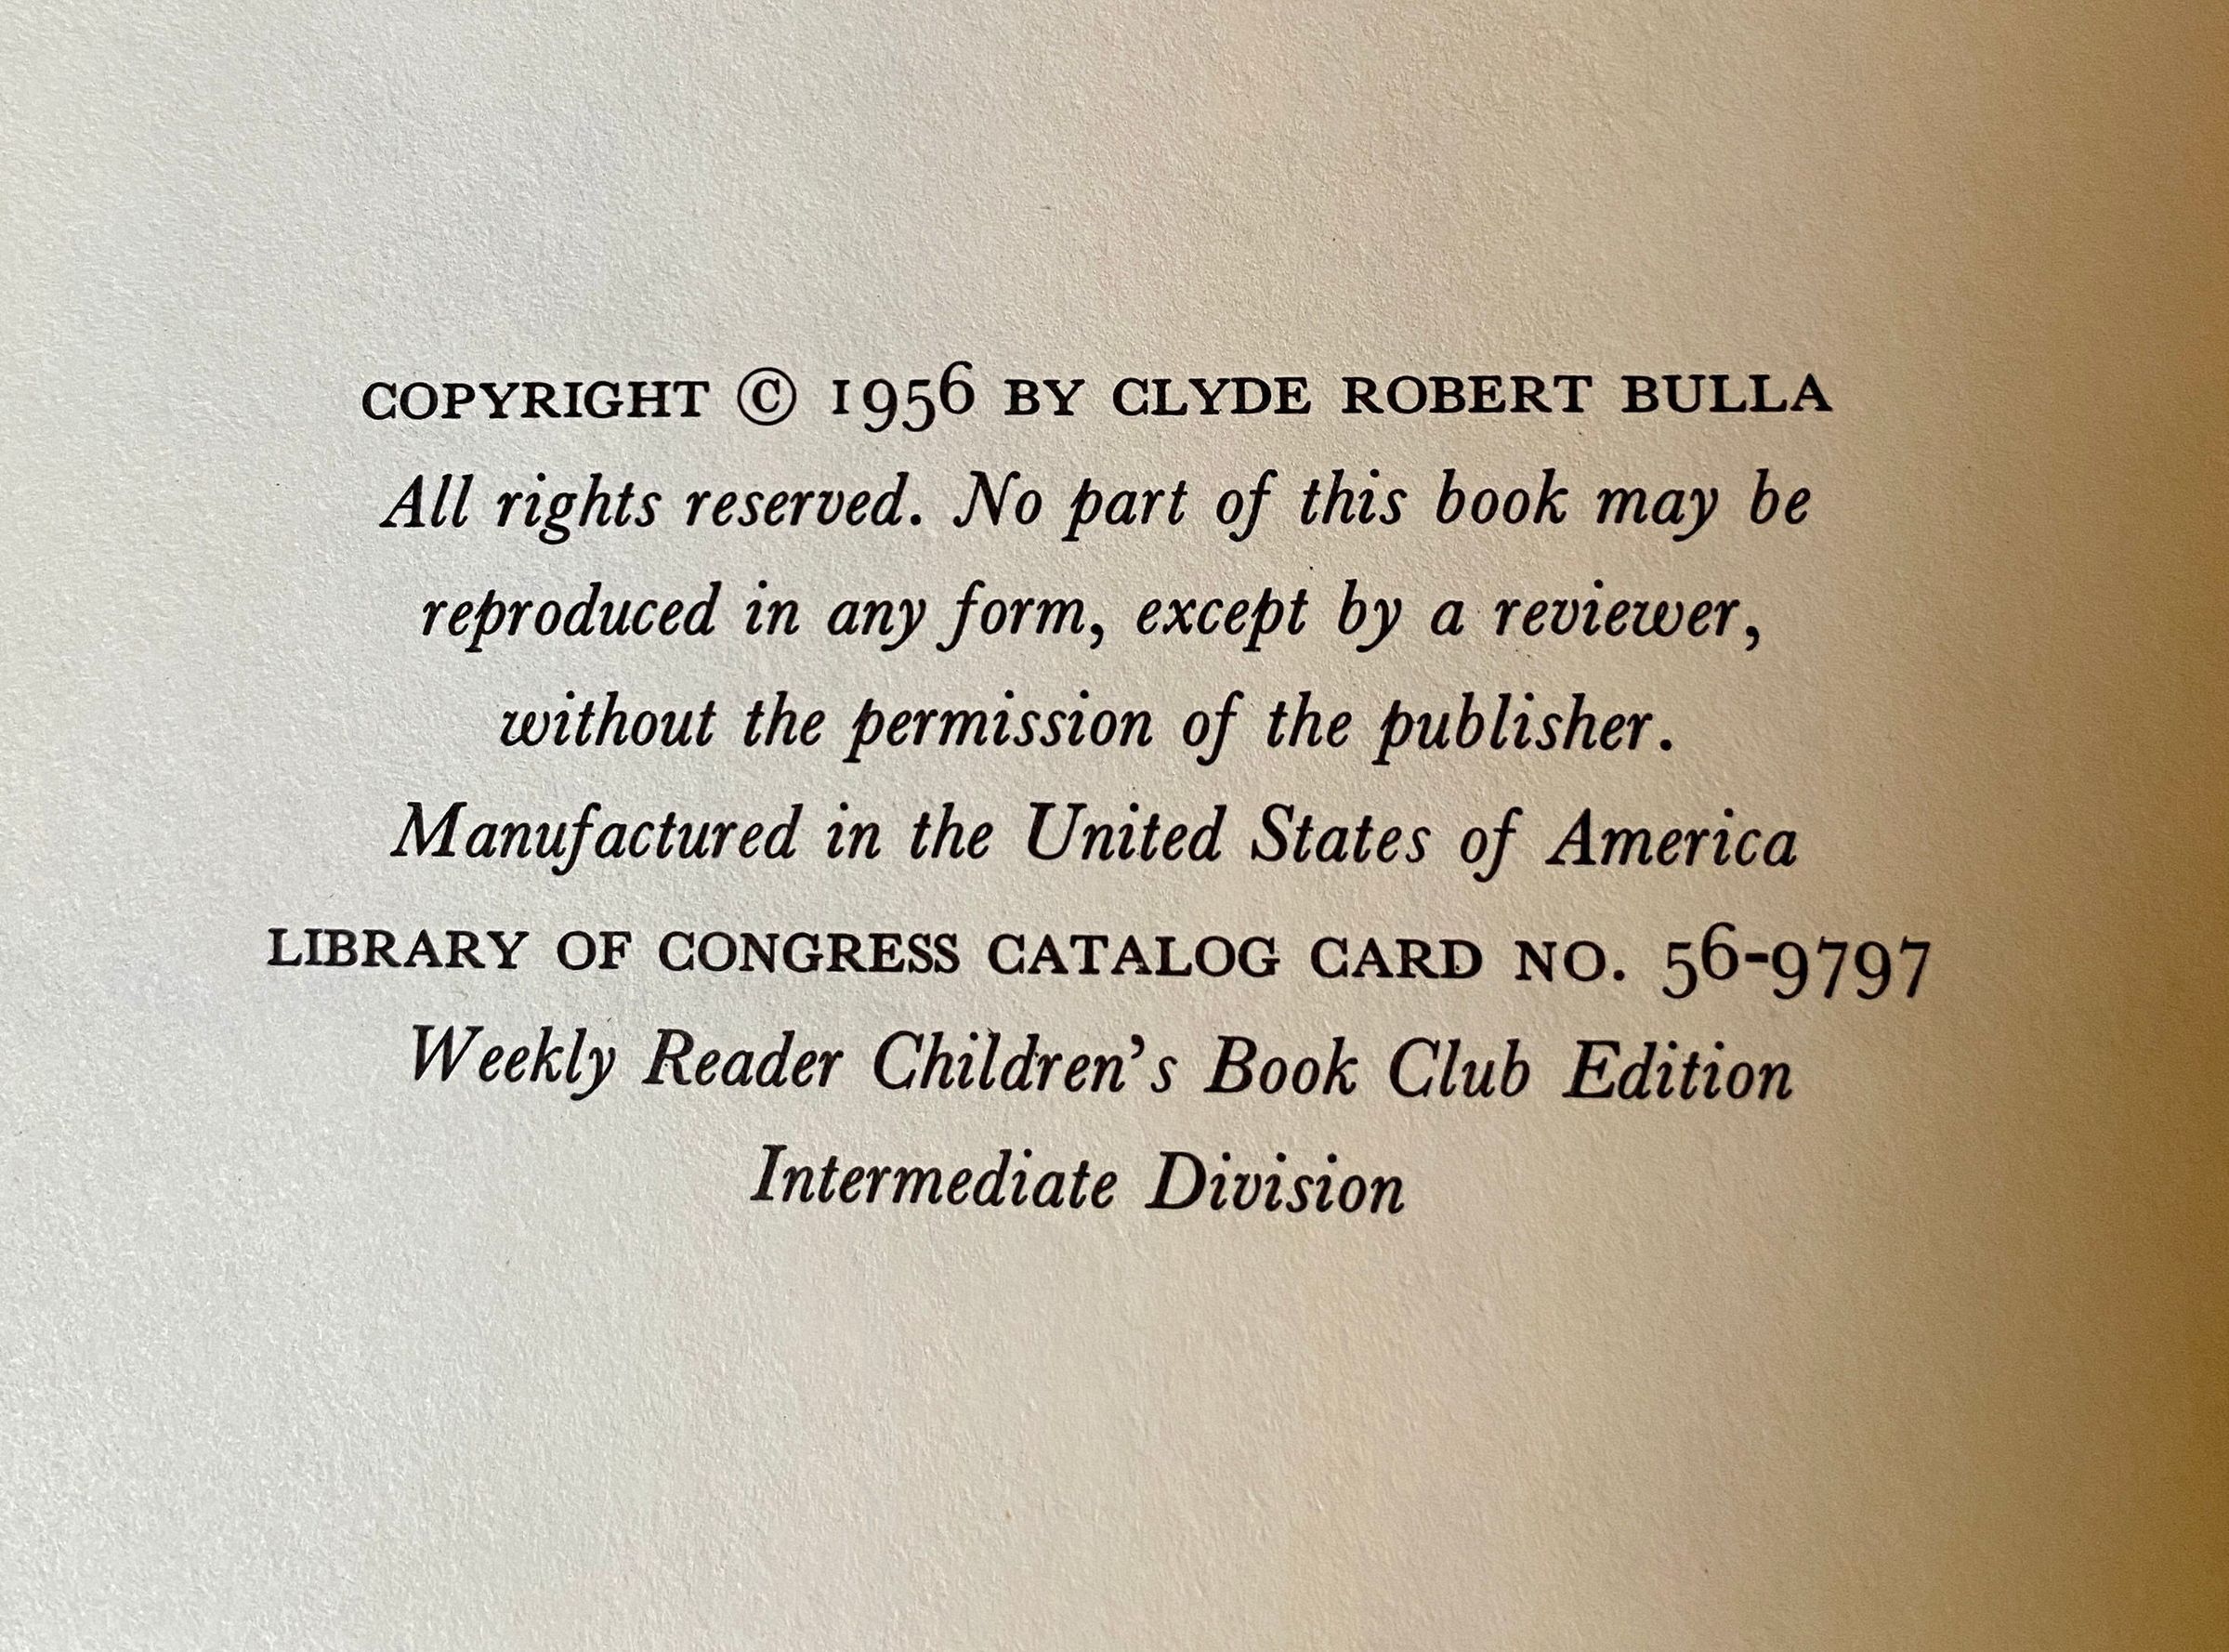 COPYRIGHT © 1956 BY CLYDE ROBERT BULLA
All rights reserved. No part of this book may be
reproduced in any form, except by a reviewer,
without the permission of the publisher.
Manufactured in the United States of America
LIBRARY OF CONGRESS CATALOG CARD NO. 56-9797
Weekly Reader Children's Book Club Edition
Intermediate Division